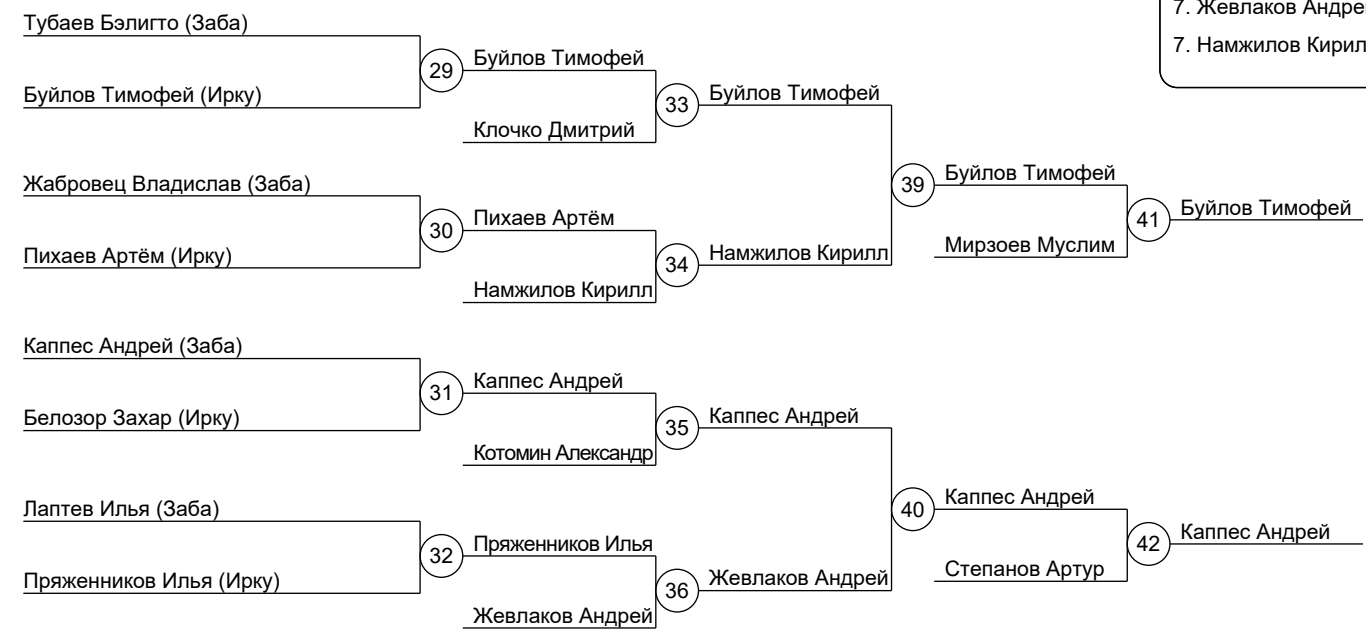 7. Жевлаков Андрей
7. Намжилов Кирилл
Тубаев Бэлигто (Заба)
29
Буйлов Тимофей
Буйлов Тимофей (Ирку)
33
Буйлов Тимофей
Клочко Дмитрий
Жабровец Владислав (Заба)
39
Буйлов Тимофей
41
Буйлов Тимофей
30
Пихаев Артём
Мирзоев Муслим
Пихаев Артём (Ирку)
34
Намжилов Кирилл
Намжилов Кирилл
Каппес Андрей (Заба)
31
Каппес Андрей
Белозор Захар (Ирку)
35
Каппес Андрей
Котомин Александр
Лаптев Илья (Заба)
40
Каппес Андрей
42
Каппес Андрей
32
Пряженников Илья
Степанов Артур
Пряженников Илья (Ирку)
36
Жевлаков Андрей
Жевлаков Андрей